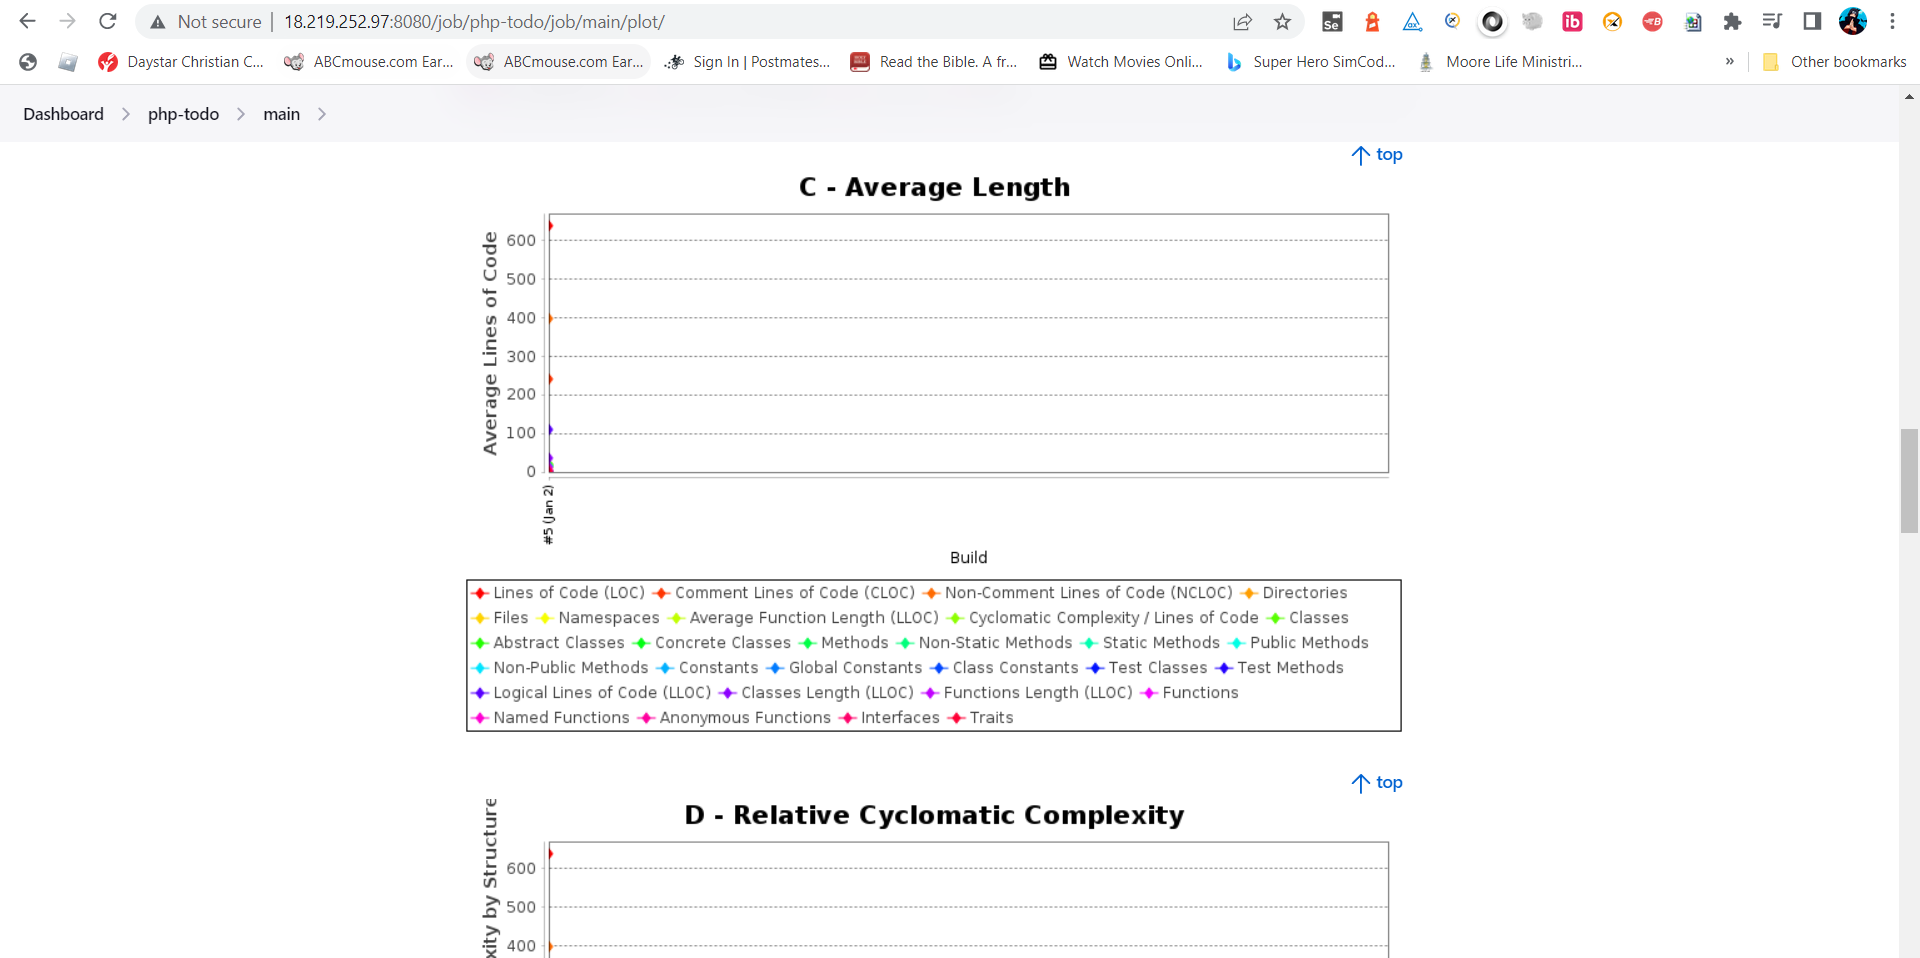 Not secure | 18.219.252.97:8080/job/php-todo/job/main/plot/
Daystar Christian C... ABCmouse.com Ear... ABCmouse.com Ear... Sign In | Postmates... Read the Bible. A fr... Watch Movies Onli... Super Hero SimCod... Moore Life Ministri... » Other bookmarks
Dashboard > php-todo > main >
top
C - Average Length
Average Lines of Code
600
500
400
300
200
100
0
#5 (Jan 2)
Build
Lines of Code (LOC) Comment Lines of Code (CLOC) Non-Comment Lines of Code (NCLOC) Directories
Files Namespaces Average Function Length (LLOC) Cyclomatic Complexity / Lines of Code Classes
Abstract Classes Concrete Classes Methods Non-Static Methods Static Methods Public Methods
Non-Public Methods Constants Global Constants Class Constants Test Classes Test Methods
Logical Lines of Code (LLOC) Classes Length (LLOC) Functions Length (LLOC) Functions
Named Functions Anonymous Functions Interfaces Traits
top
D - Relative Cyclomatic Complexity
xity by Structure
600
500
400